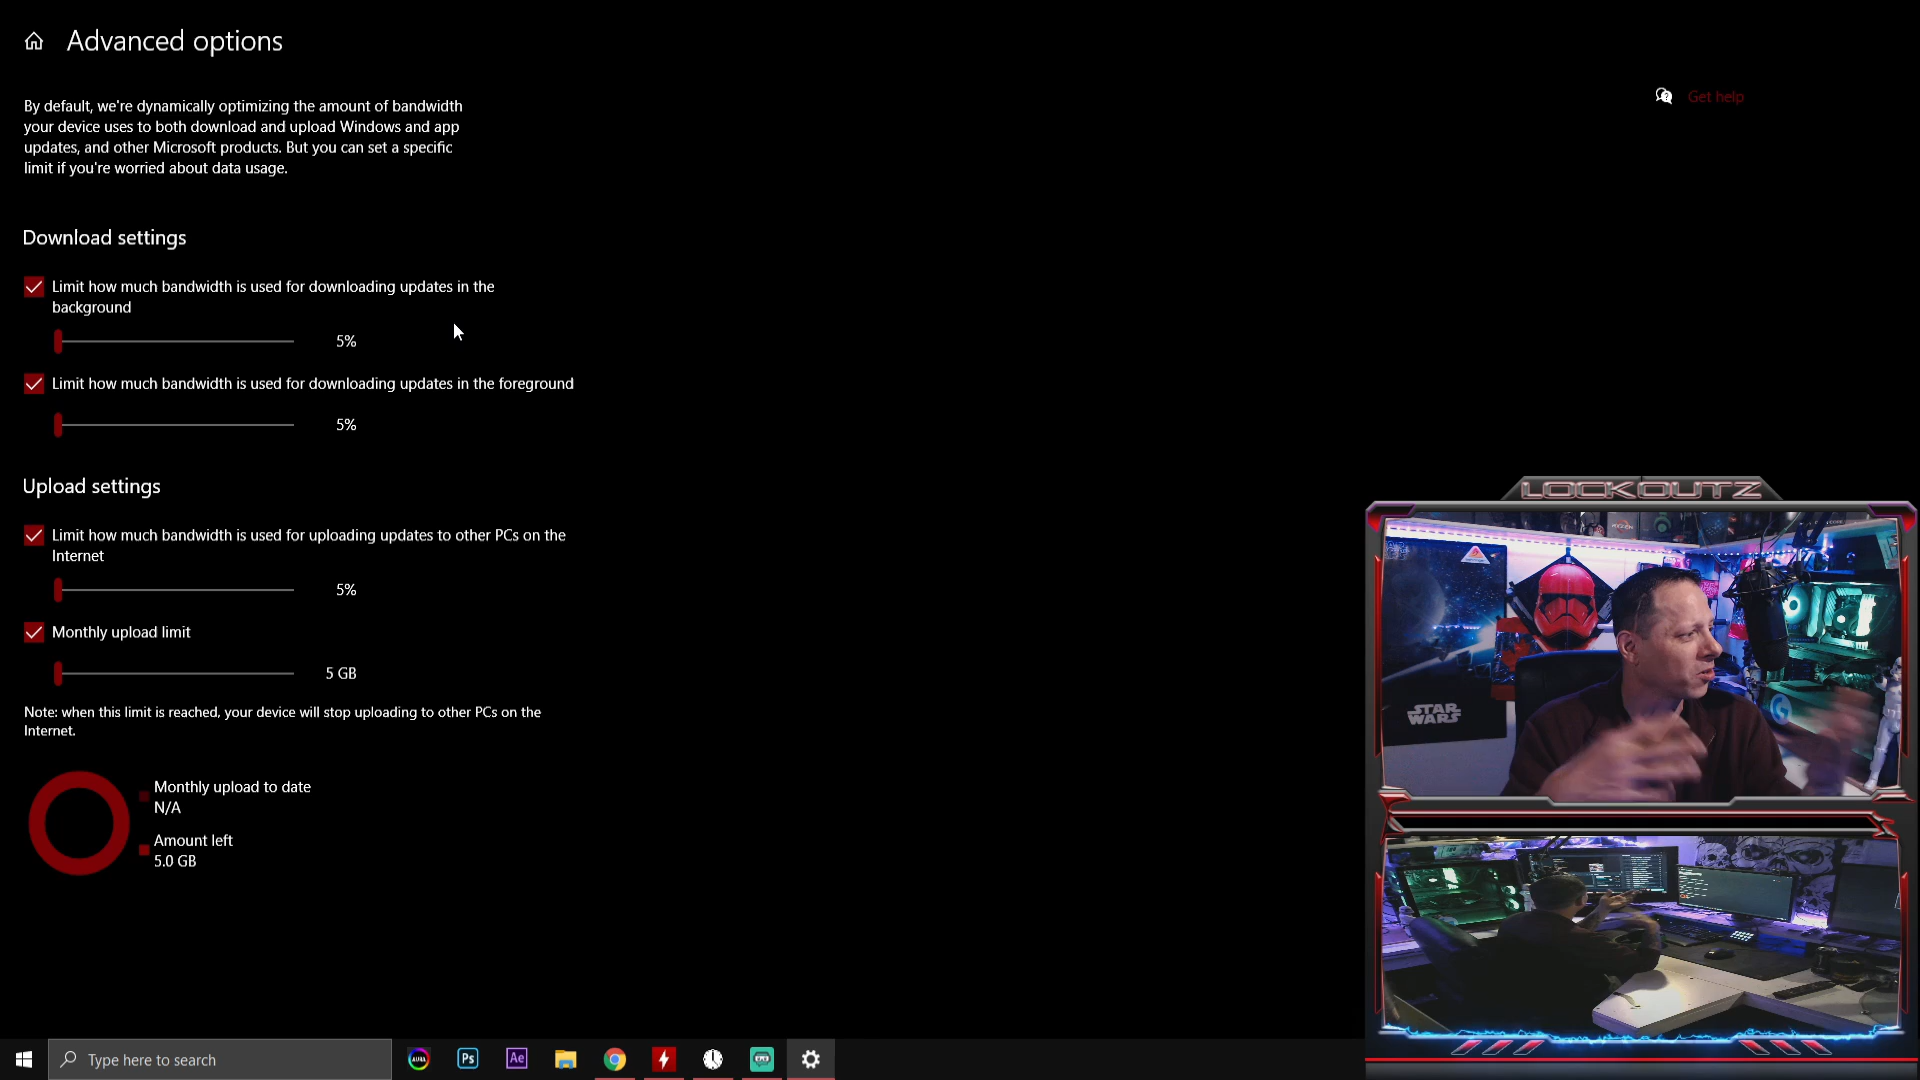 Advanced options
By default, we're dynamically optimizing the amount of bandwidth
your device uses to both download and upload Windows and app
updates, and other Microsoft products. But you can set a specific
limit if you're worried about data usage.
Get help
Download settings
Limit how much bandwidth is used for downloading updates in the
background
5%
Limit how much bandwidth is used for downloading updates in the foreground
5%
Upload settings
Limit how much bandwidth is used for uploading updates to other PCs on the
Internet
5%
Monthly upload limit
5 GB
Note: when this limit is reached, your device will stop uploading to other PCs on the
Internet.
Monthly upload to date
N/A
Amount left
5.0 GB
LOCKOUTZ
STAR
WARS
Type here to search
Ps
Ae